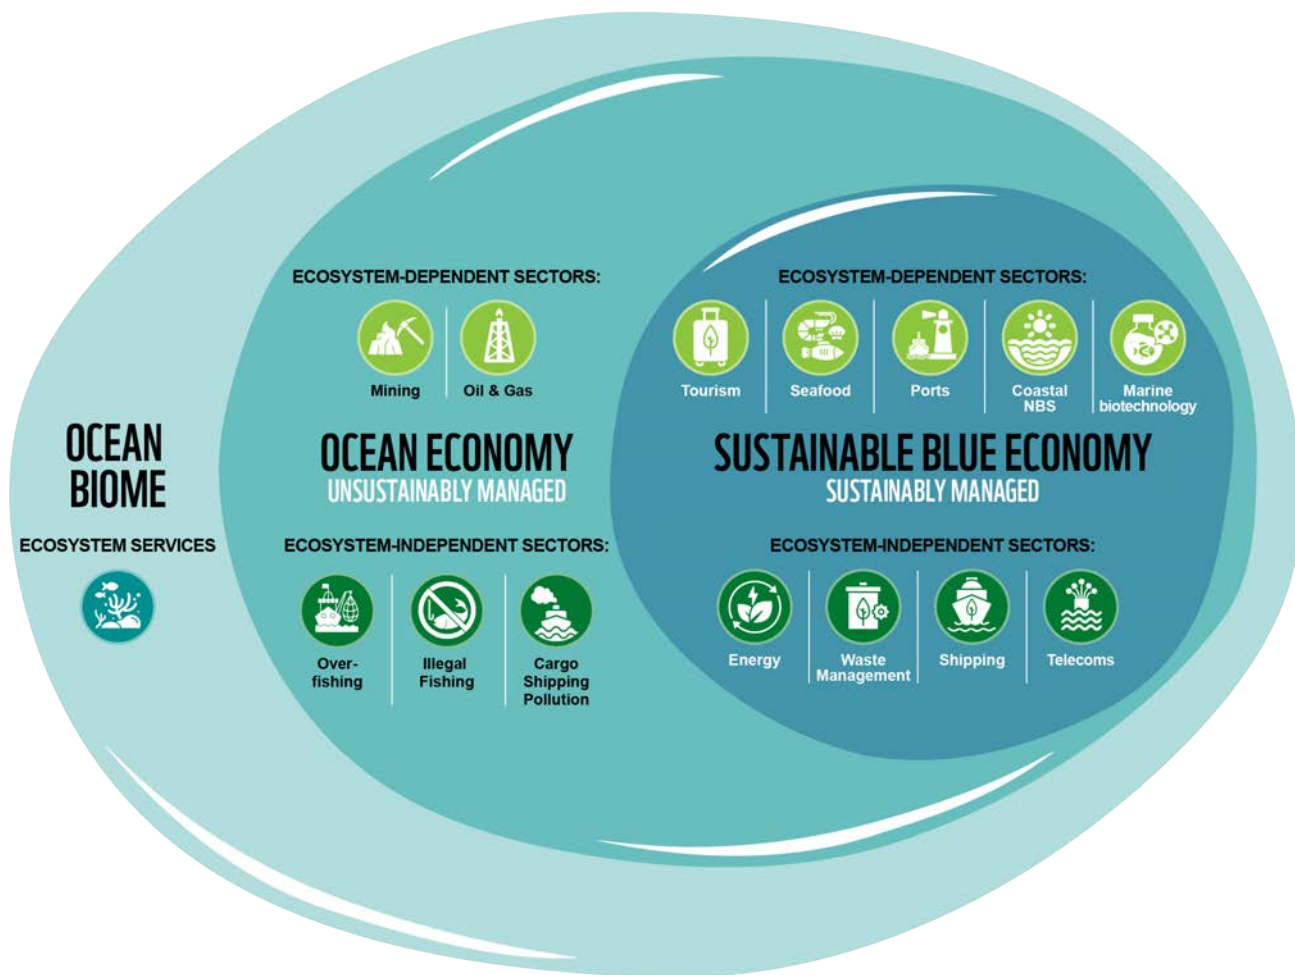 OCEAN
BIOME
ECOSYSTEM SERVICES
ECOSYSTEM-DEPENDENT SECTORS:
Mining
Oil & Gas
OCEAN ECONOMY
UNSUSTAINABLY MANAGED
ECOSYSTEM-INDEPENDENT SECTORS:
Over-
fishing
Illegal
Fishing
Cargo
Shipping
Pollution
ECOSYSTEM-DEPENDENT SECTORS:
Tourism
Seafood
Ports
Coastal
NBS
Marine
biotechnology
SUSTAINABLE BLUE ECONOMY
SUSTAINABLY MANAGED
ECOSYSTEM-INDEPENDENT SECTORS:
Energy
Waste
Management
Shipping
Telecoms